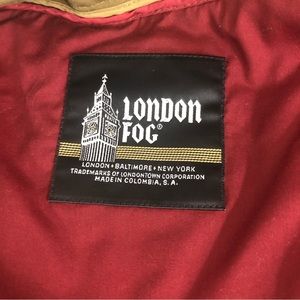 LONDON
FOG®
LONDON • BALTIMORE • NEW YORK
TRADEMARKS OF LONDONTOWN CORPORATION
MADE IN COLOMBIA, S.A.